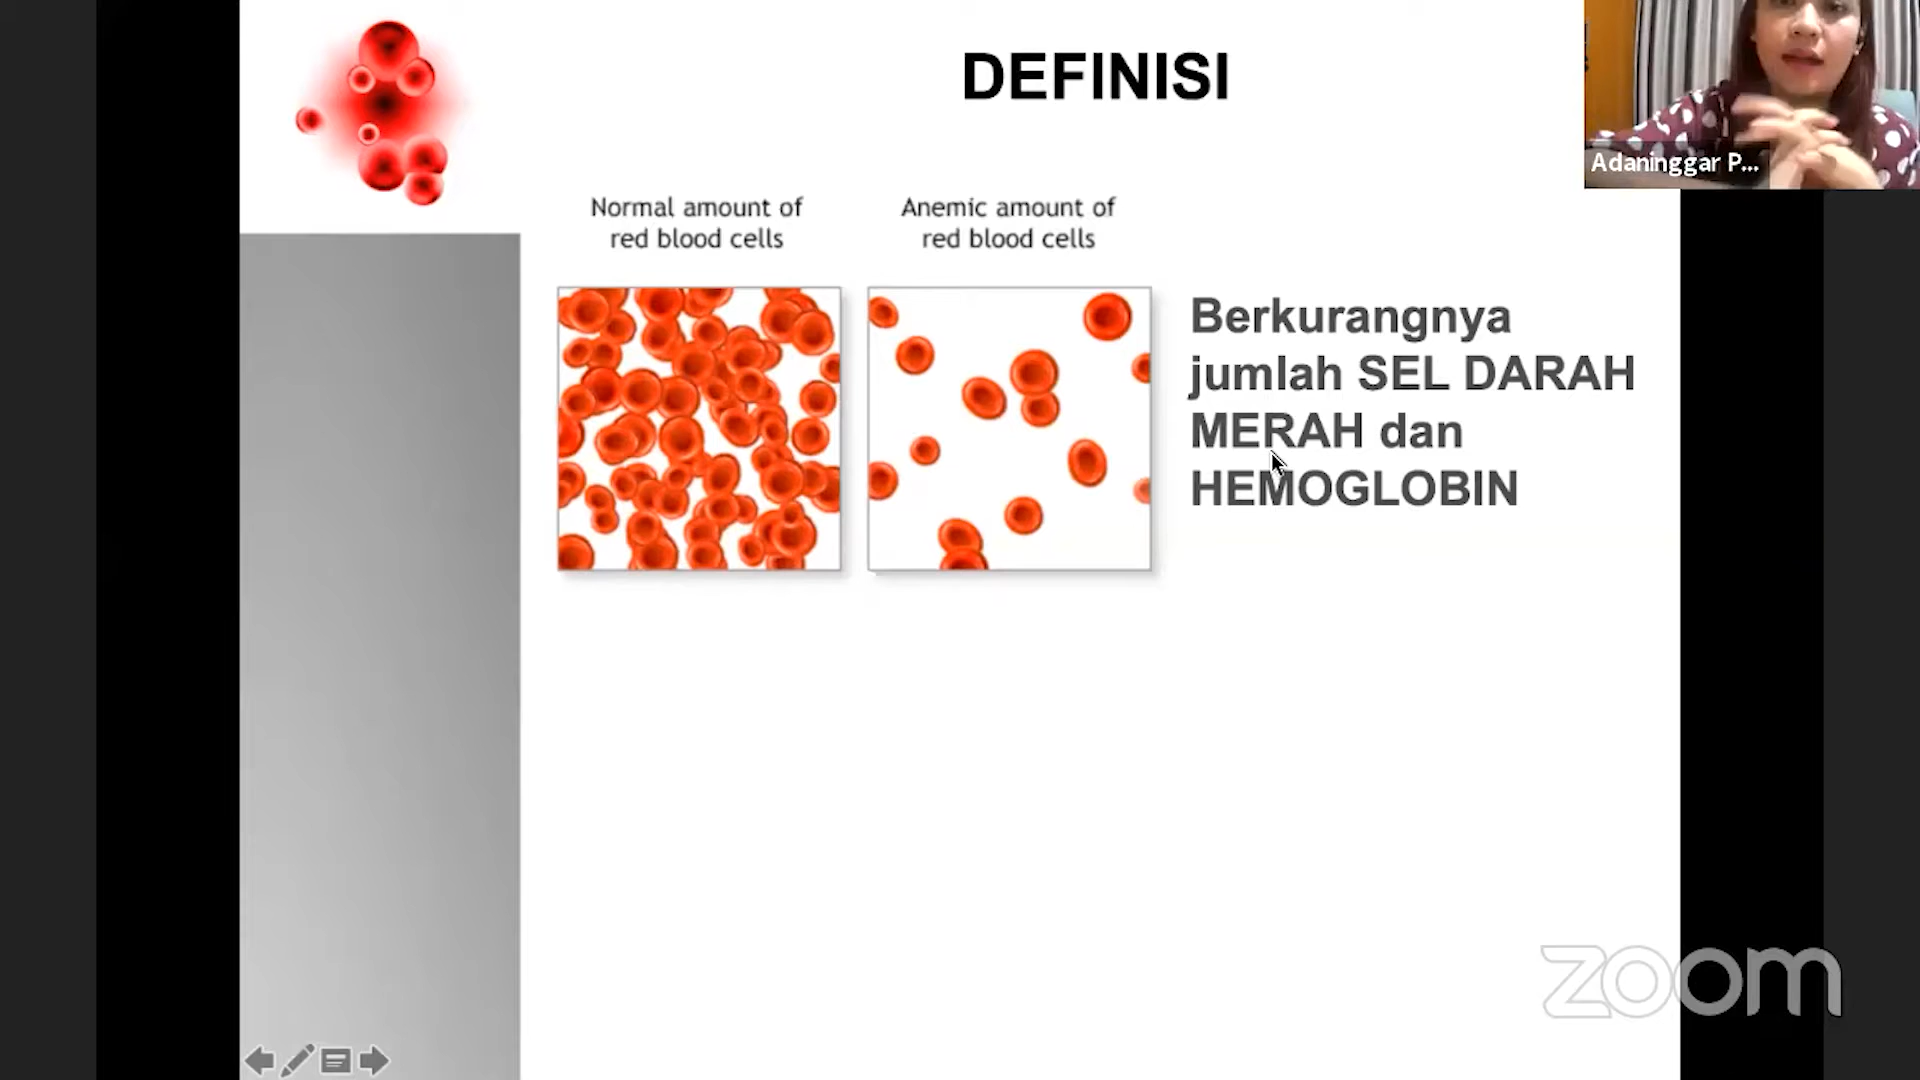 DEFINISI
Adaninggar P...
Normal amount of
red blood cells
Anemic amount of
red blood cells
Berkurangnya
jumlah SEL DARAH
MERAH dan
HEMOGLOBIN
zoom